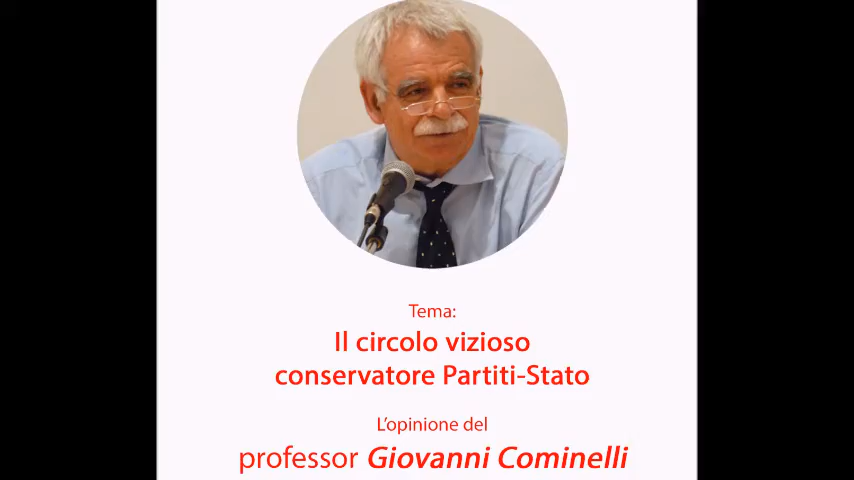 Tema:
Il circolo vizioso
conservatore Partiti-Stato
L'opinione del
professor Giovanni Cominelli